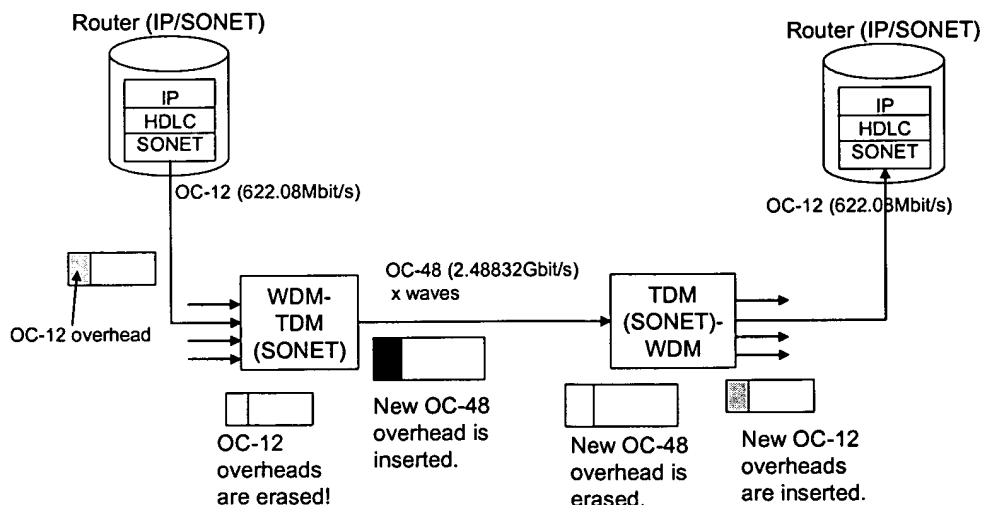 Router (IP/SONET)
IP
HDLC
SONET
OC-12 (622.08Mbit/s)
Router (IP/SONET)
IP
HDLC
SONET
OC-12 (622.08Mbit/s)
OC-12 overhead
WDM-
TDM
(SONET)
OC-48 (2.48832Gbit/s)
x waves
TDM
(SONET)-
WDM
OC-12
overheads
are erased!
New OC-48
overhead is
inserted.
New OC-48
overhead is
erased.
New OC-12
overheads
are inserted.